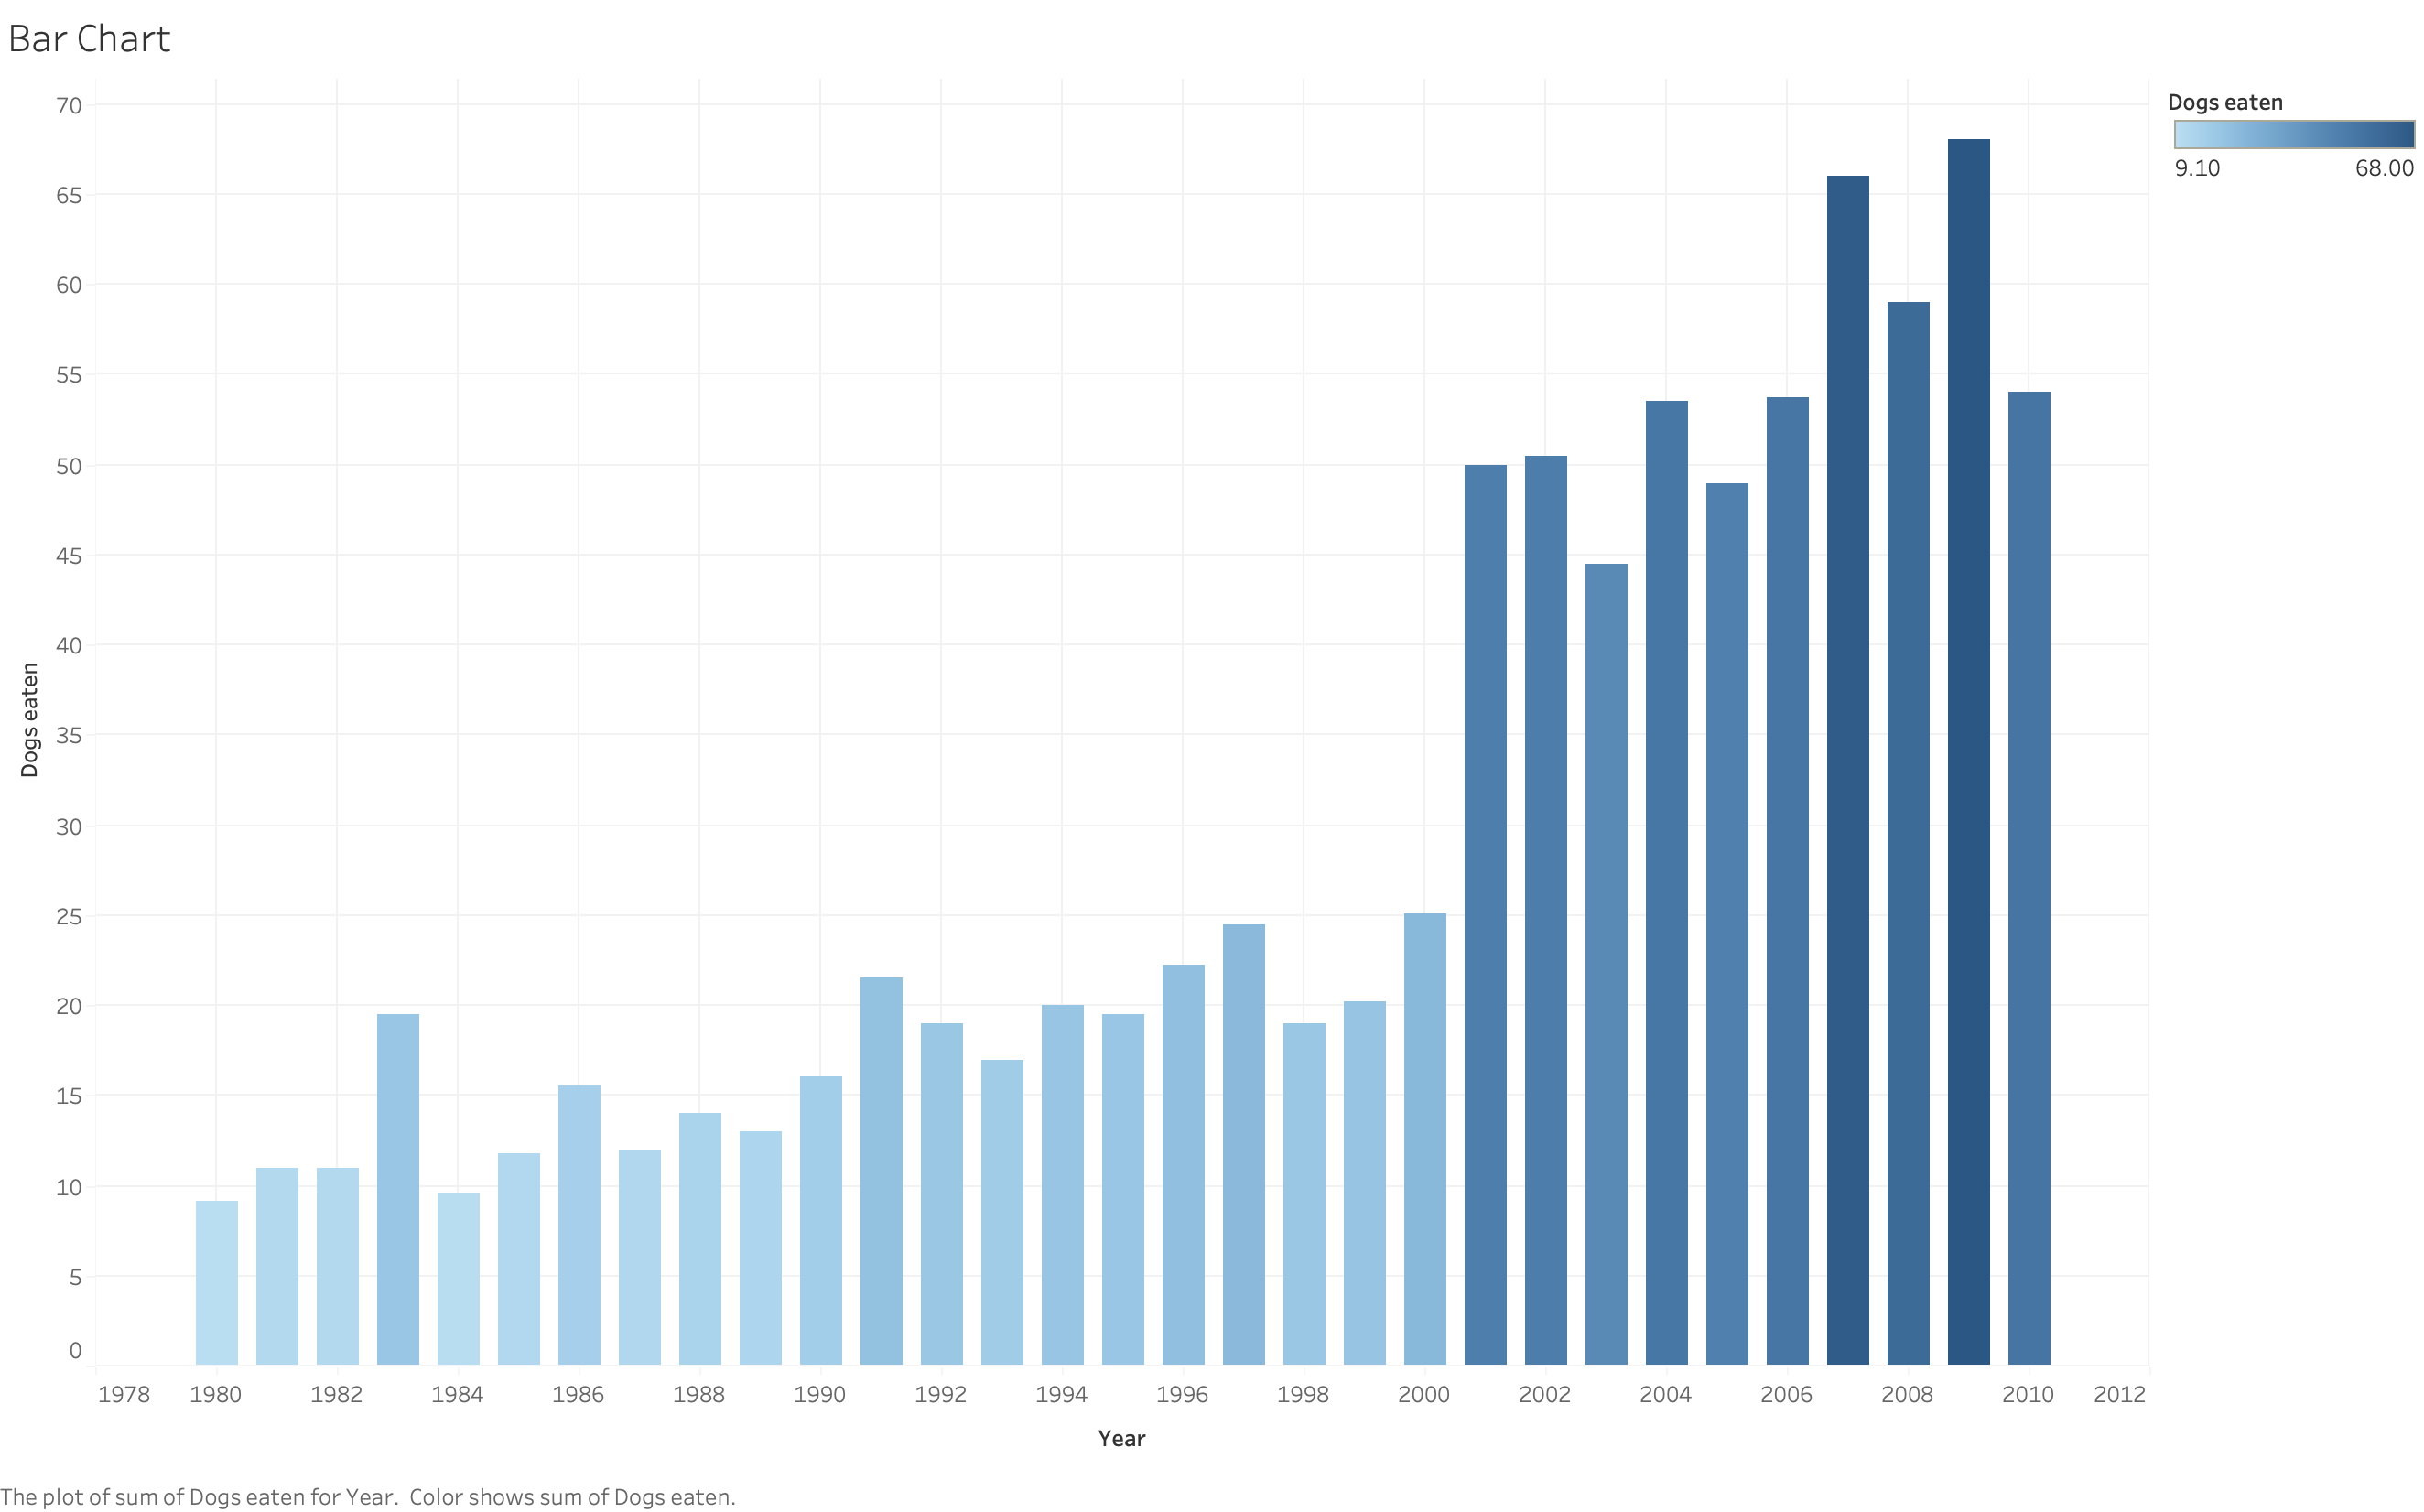 Bar Chart
Dogs eaten
9.10 68.00
70
65
60
55
50
45
40
35
30
25
20
15
10
5
0
Dogs eaten
1978 1980 1982 1984 1986 1988 1990 1992 1994 1996 1998 2000 2002 2004 2006 2008 2010 2012
Year
The plot of sum of Dogs eaten for Year.  Color shows sum of Dogs eaten.